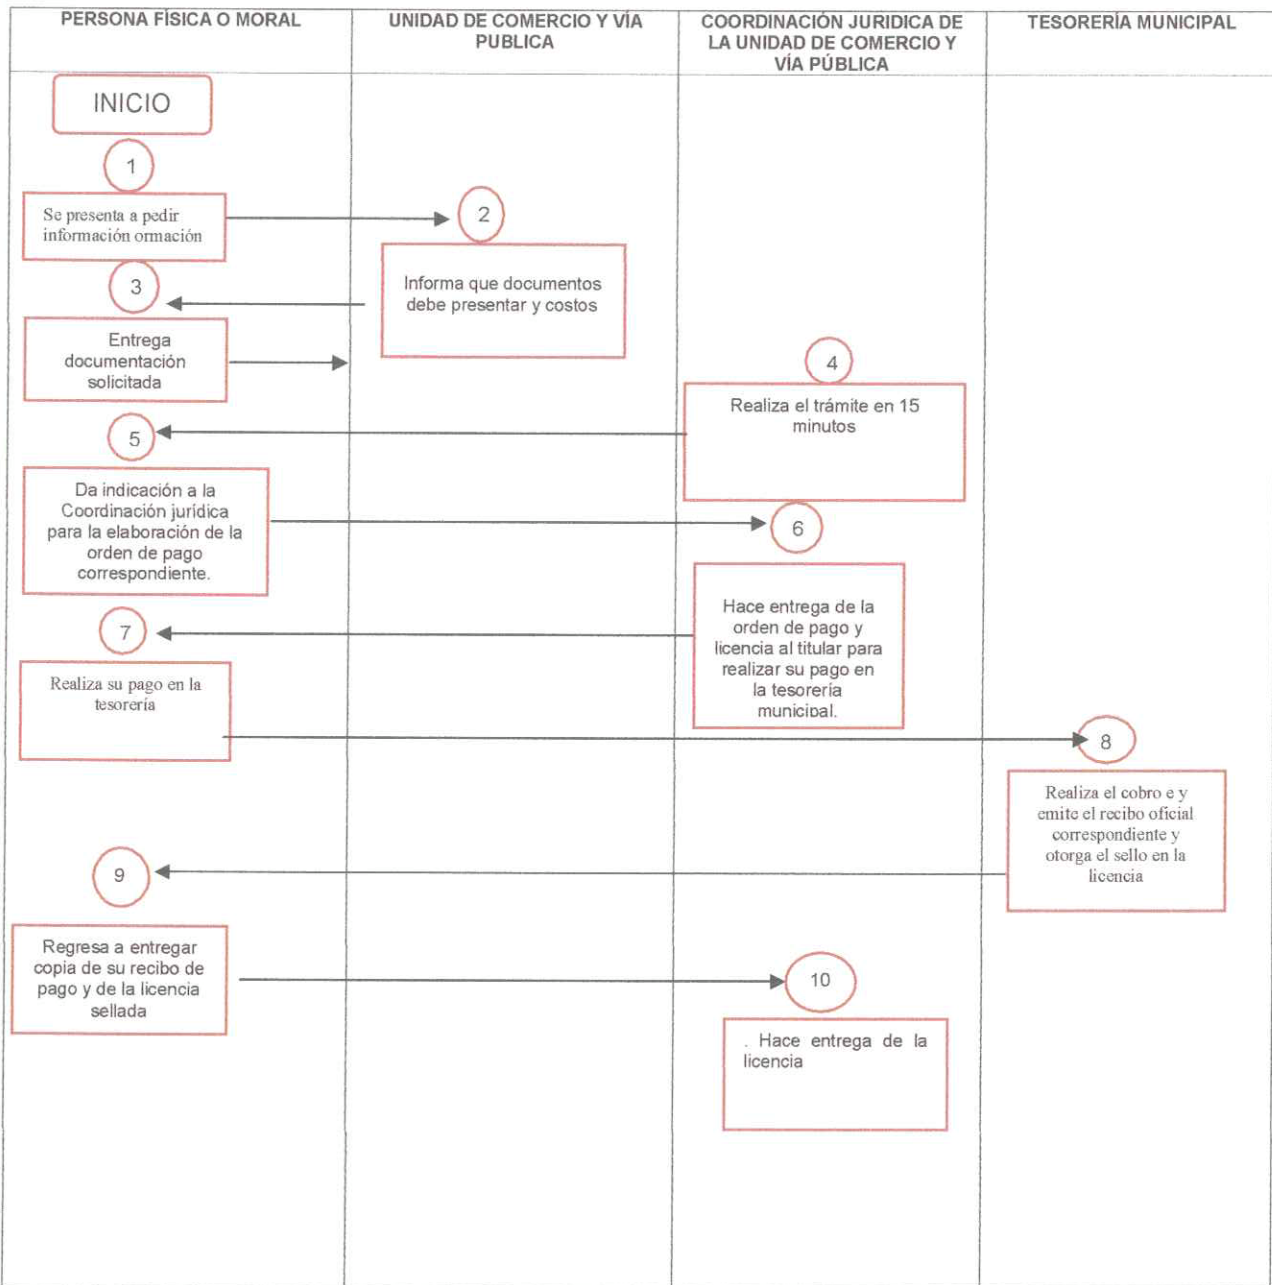 PERSONA FÍSICA O MORAL
UNIDAD DE COMERCIO Y VÍA
PUBLICA
COORDINACIÓN JURIDICA DE
LA UNIDAD DE COMERCIO Y
VÍA PÚBLICA
TESORERÍA MUNICIPAL
INICIO
1
Se presenta a pedir
información ormación
2
Informa que documentos
debe presentar y costos
3
Entrega
documentación
solicitada
4
Realiza el trámite en 15
minutos
5
Da indicación a la
Coordinación jurídica
para la elaboración de la
orden de pago
correspondiente.
6
Hace entrega de la
orden de pago y
licencia al titular para
realizar su pago en
la tesorería
municipal.
7
Realiza su pago en la
tesorería
8
Realiza el cobro e y
emite el recibo oficial
correspondiente y
otorga el sello en la
licencia
9
Regresa a entregar
copia de su recibo de
pago y de la licencia
sellada
10
. Hace entrega de la
licencia